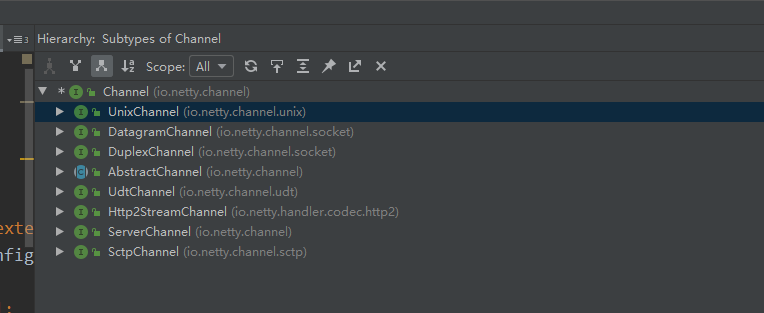 3 Hierarchy: Subtypes of Channel
Scope: All
* Channel (io.netty.channel)
UnixChannel (io.netty.channel.unix)
DatagramChannel (io.netty.channel.socket)
DuplexChannel (io.netty.channel.socket)
AbstractChannel (io.netty.channel)
UdtChannel (io.netty.channel.udt)
Http2StreamChannel (io.netty.handler.codec.http2)
exte ServerChannel (io.netty.channel)
nfig SctpChannel (io.netty.channel.sctp)